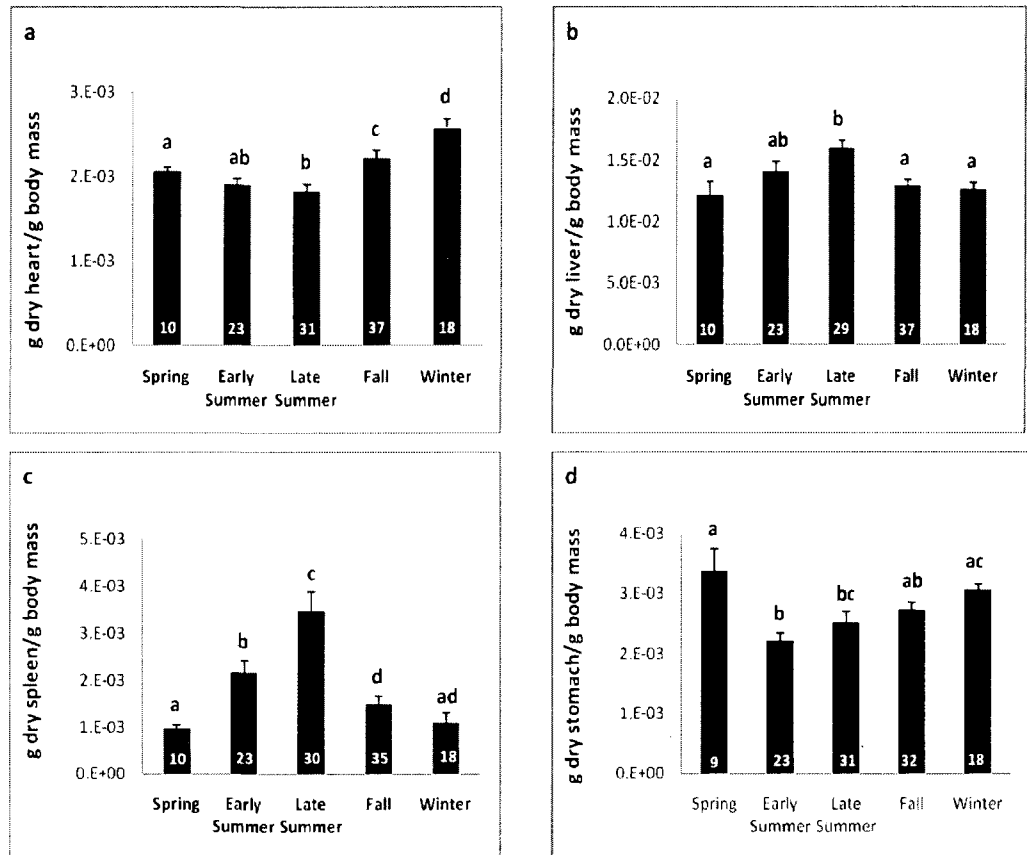 a
g dry heart/g body mass
3.E-03
2.E-03
1.E-03
0.E+00
a
ab
b
c
d
10
23
31
37
18
Spring Early Late Fall Winter
Summer Summer
b
g dry liver/g body mass
2.0E-02
1.5E-02
1.0E-02
5.0E-03
0.0E+00
a
ab
b
a
a
10
23
29
37
18
Spring Early Late Fall Winter
Summer Summer
c
g dry spleen/g body mass
5.E-03
4.E-03
3.E-03
2.E-03
1.E-03
0.E+00
a
b
c
d
ad
10
23
30
35
18
Spring Early Late Fall Winter
Summer Summer
d
g dry stomach/g body mass
4.E-03
3.E-03
2.E-03
1.E-03
0.E+00
a
b
bc
ab
ac
9
23
31
32
18
Spring Early Late Fall Winter
Summer Summer